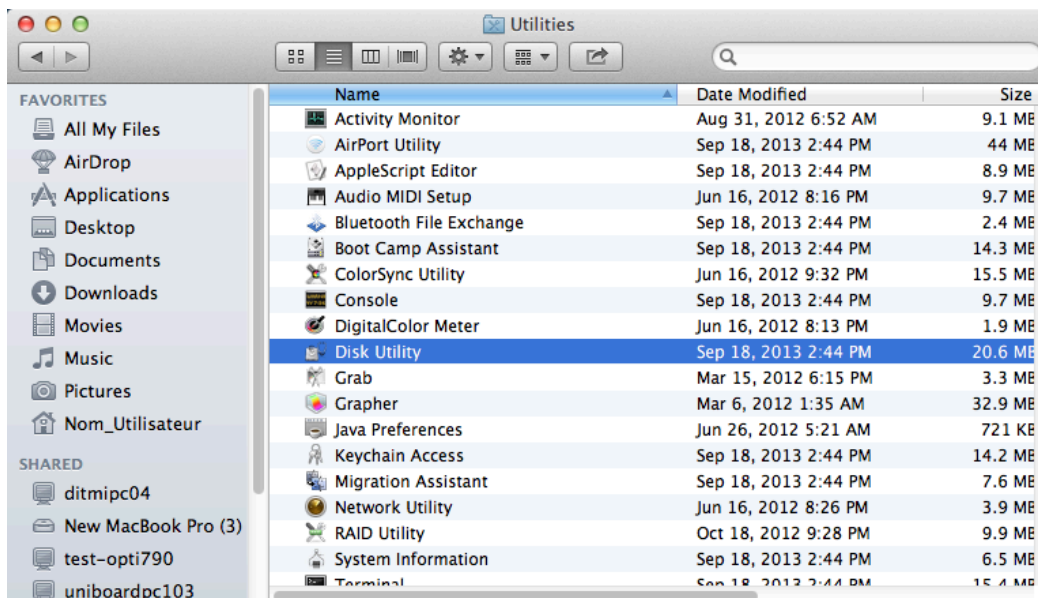 Utilities
FAVORITES
All My Files
AirDrop
Applications
Desktop
Documents
Downloads
Movies
Music
Pictures
Nom_Utilisateur
SHARED
ditmipc04
New MacBook Pro (3)
test-opti790
uniboardpc103
Name Date Modified Size
Activity Monitor Aug 31, 2012 6:52 AM 9.1 MB
AirPort Utility Sep 18, 2013 2:44 PM 44 MB
AppleScript Editor Sep 18, 2013 2:44 PM 8.9 MB
Audio MIDI Setup Jun 16, 2012 8:16 PM 9.7 MB
Bluetooth File Exchange Sep 18, 2013 2:44 PM 2.4 MB
Boot Camp Assistant Sep 18, 2013 2:44 PM 14.3 MB
ColorSync Utility Jun 16, 2012 9:32 PM 15.5 MB
Console Sep 18, 2013 2:44 PM 9.7 MB
DigitalColor Meter Jun 16, 2012 8:13 PM 1.9 MB
Disk Utility Sep 18, 2013 2:44 PM 20.6 MB
Grab Mar 15, 2012 6:15 PM 3.3 MB
Grapher Mar 6, 2012 1:35 AM 32.9 MB
Java Preferences Jun 26, 2012 5:21 AM 721 KB
Keychain Access Sep 18, 2013 2:44 PM 14.2 MB
Migration Assistant Sep 18, 2013 2:44 PM 7.6 MB
Network Utility Jun 16, 2012 8:26 PM 3.9 MB
RAID Utility Oct 18, 2012 9:28 PM 9.9 MB
System Information Sep 18, 2013 2:44 PM 6.5 MB
Terminal Sep 18, 2013 2:44 PM 15.4 MB